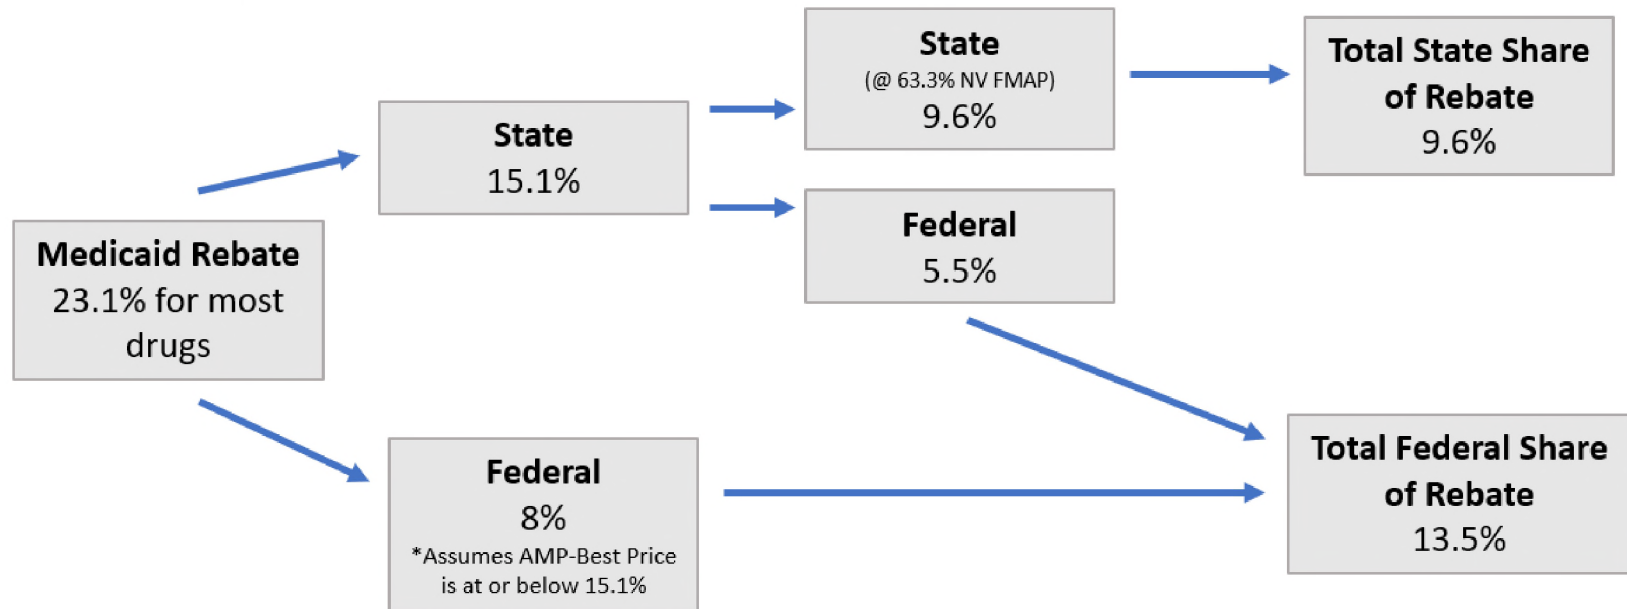 Medicaid Rebate
23.1% for most
drugs
State
15.1%
Federal
8%
*Assumes AMP-Best Price
is at or below 15.1%
State
(@ 63.3% NV FMAP)
9.6%
Federal
5.5%
Total State Share
of Rebate
9.6%
Total Federal Share
of Rebate
13.5%